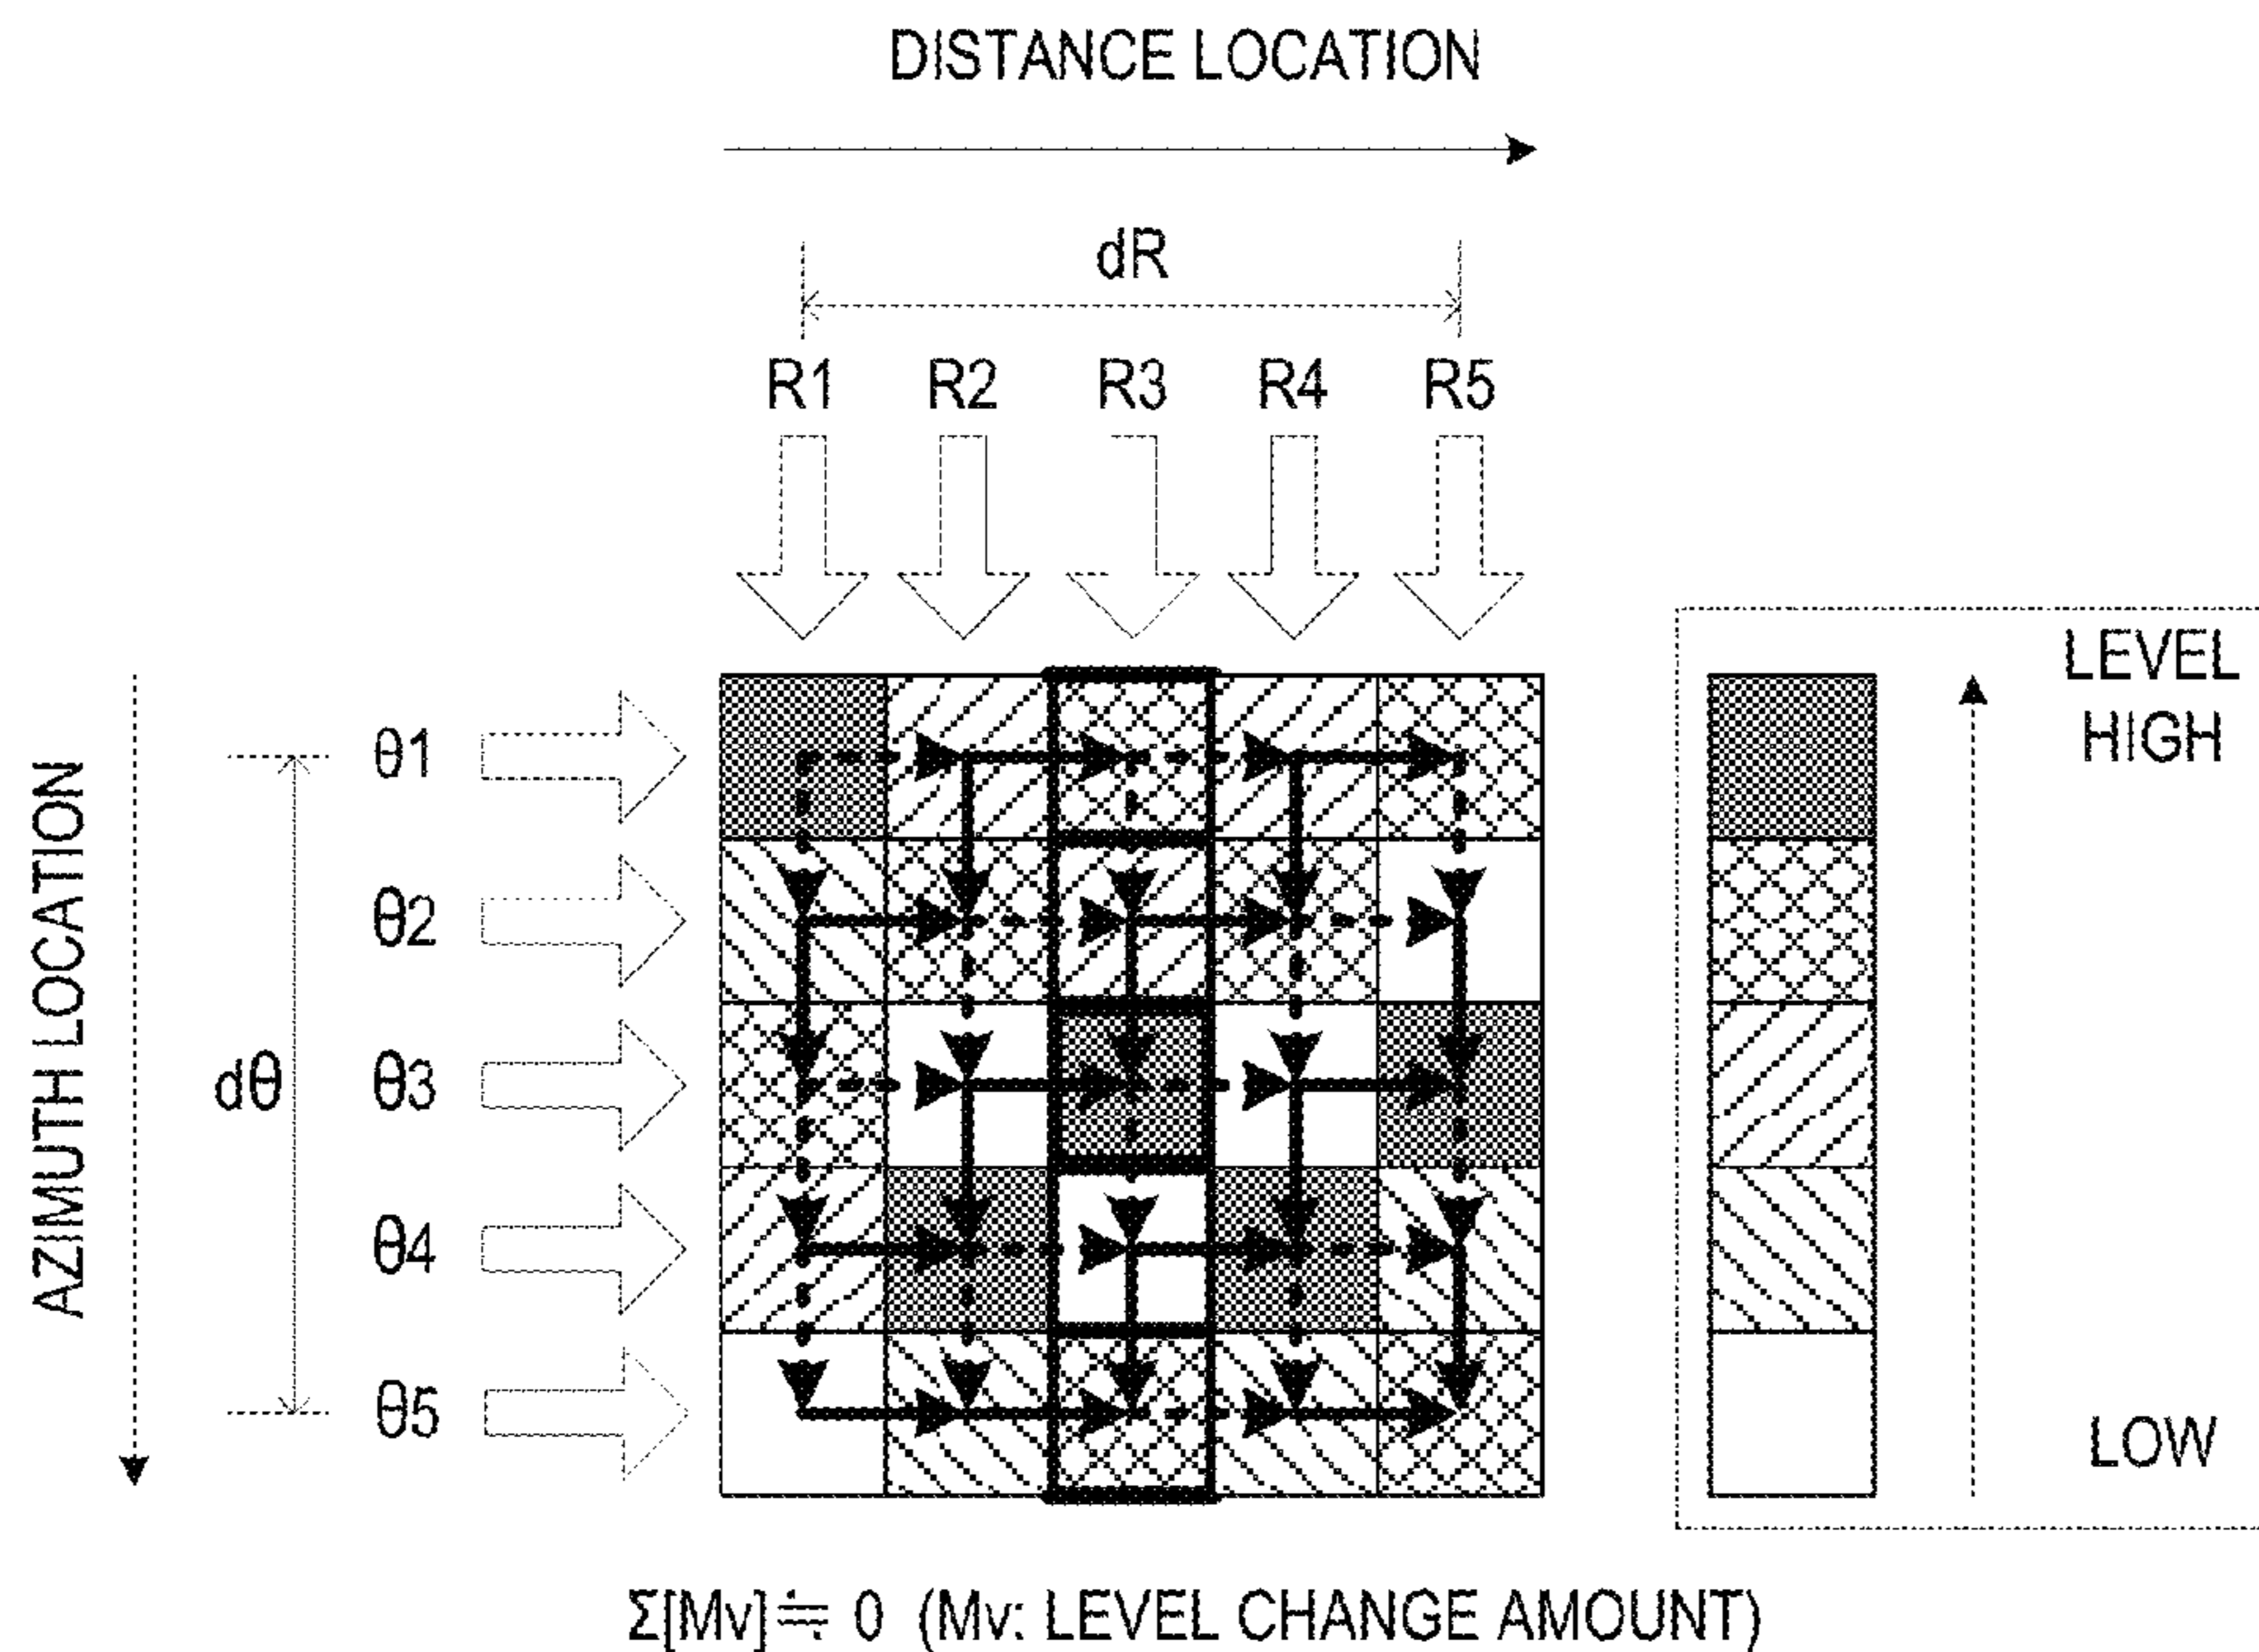 DISTANCE LOCATION
dR
R1 R2 R3 R4 R5
LEVEL
HIGH
AZIMUTH LOCATION
dθ
θ1
θ2
θ3
θ4
θ5
LOW
Σ[Mv]≒ 0 (Mv: LEVEL CHANGE AMOUNT)